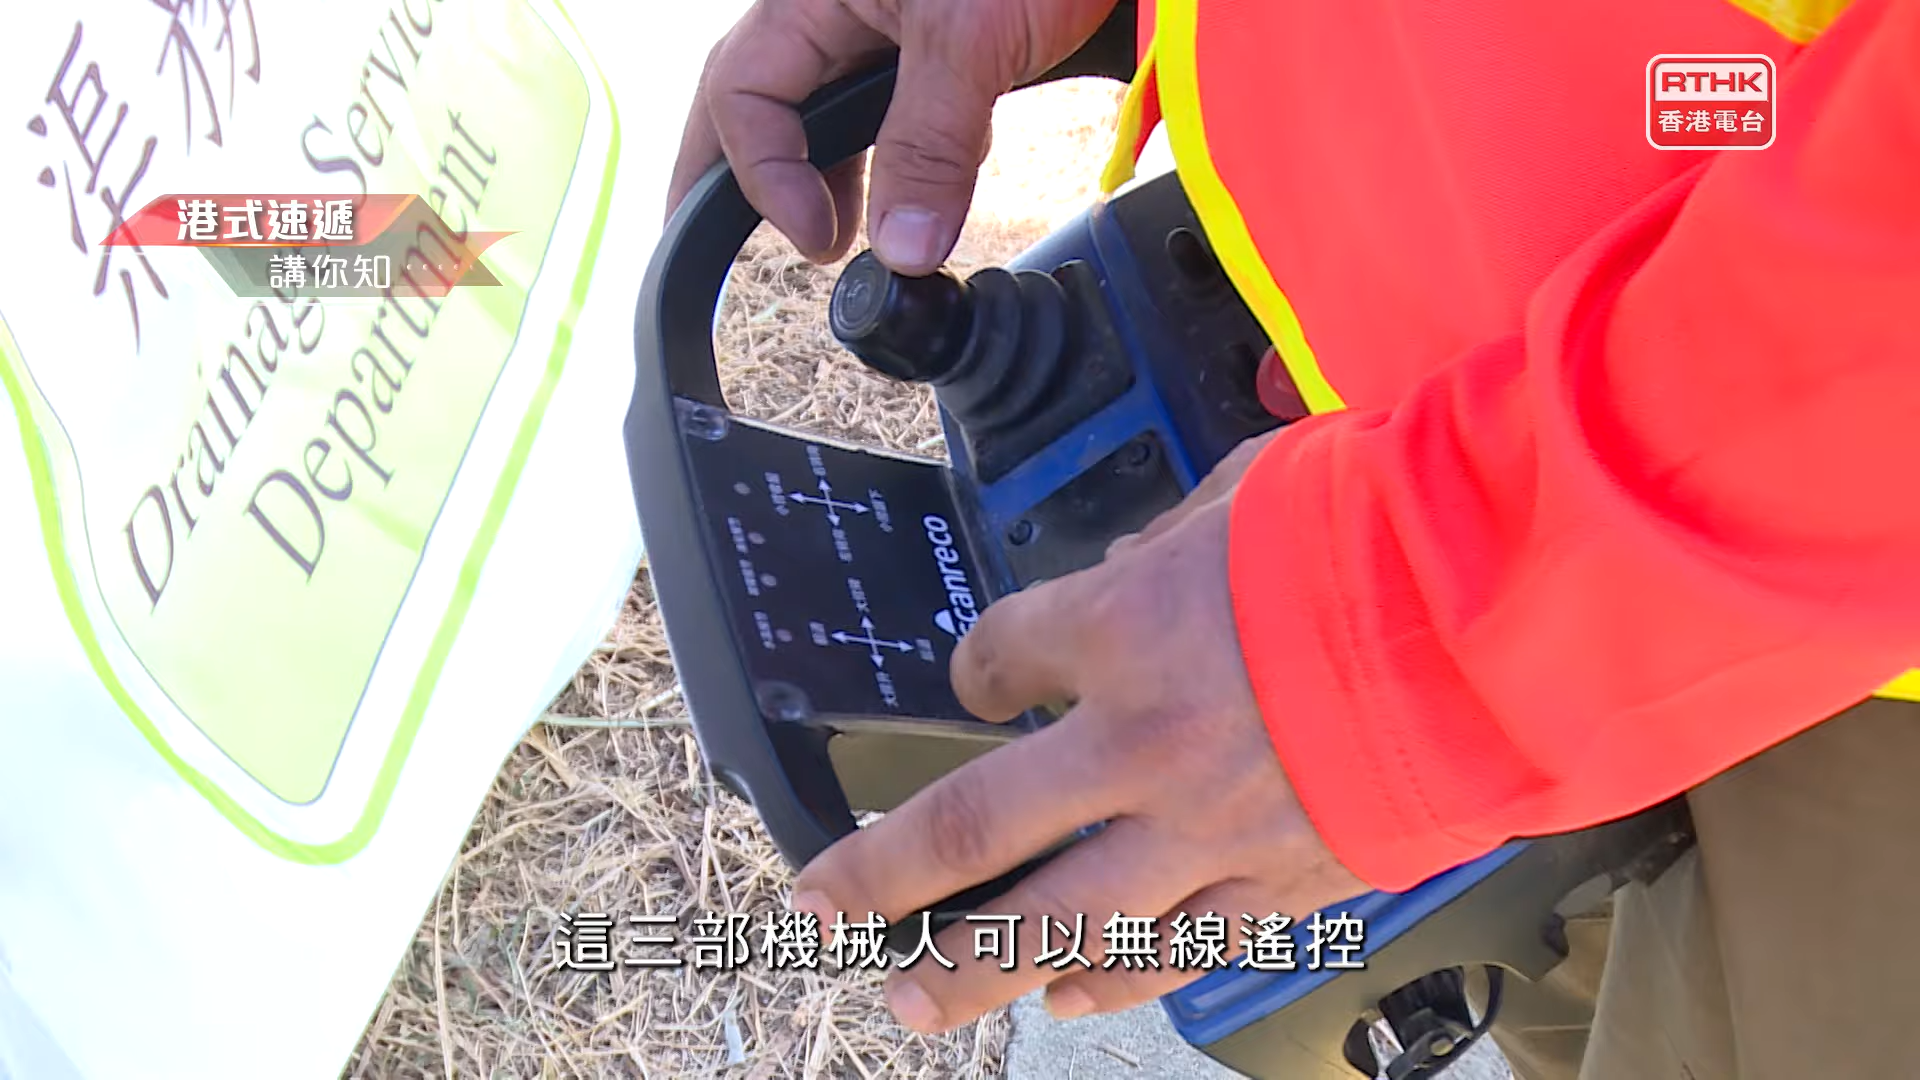 渠務
Drainage Services
Department
RTHK
香港電台
港式速遞
講你知
scanreco
這三部機械人可以無線遙控